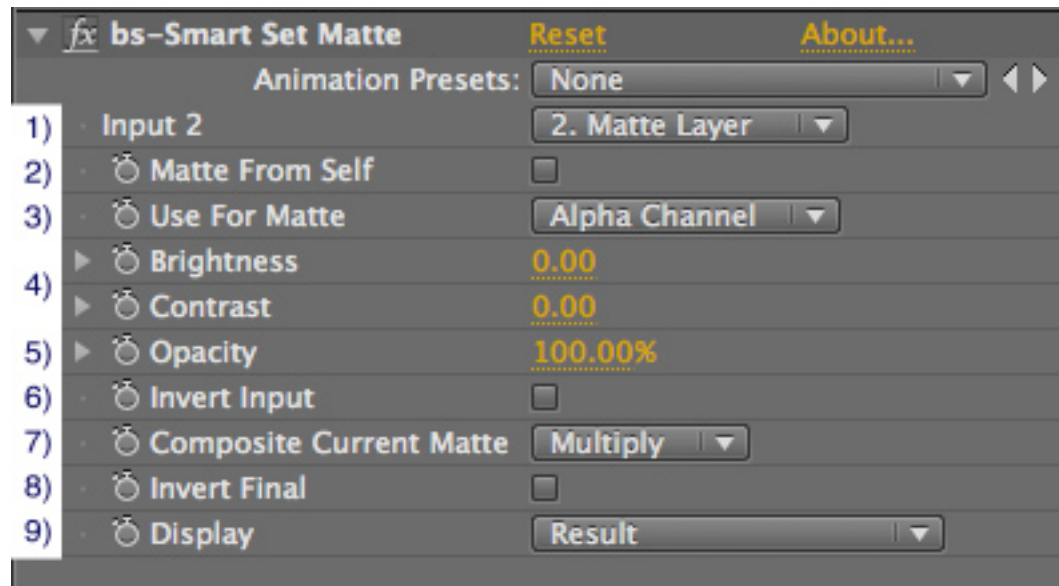 fx bs-Smart Set Matte Reset About...
Animation Presets: None
1) Input 2 2. Matte Layer
2) Matte From Self
3) Use For Matte Alpha Channel
4) Brightness 0.00
Contrast 0.00
5) Opacity 100.00%
6) Invert Input
7) Composite Current Matte Multiply
8) Invert Final
9) Display Result